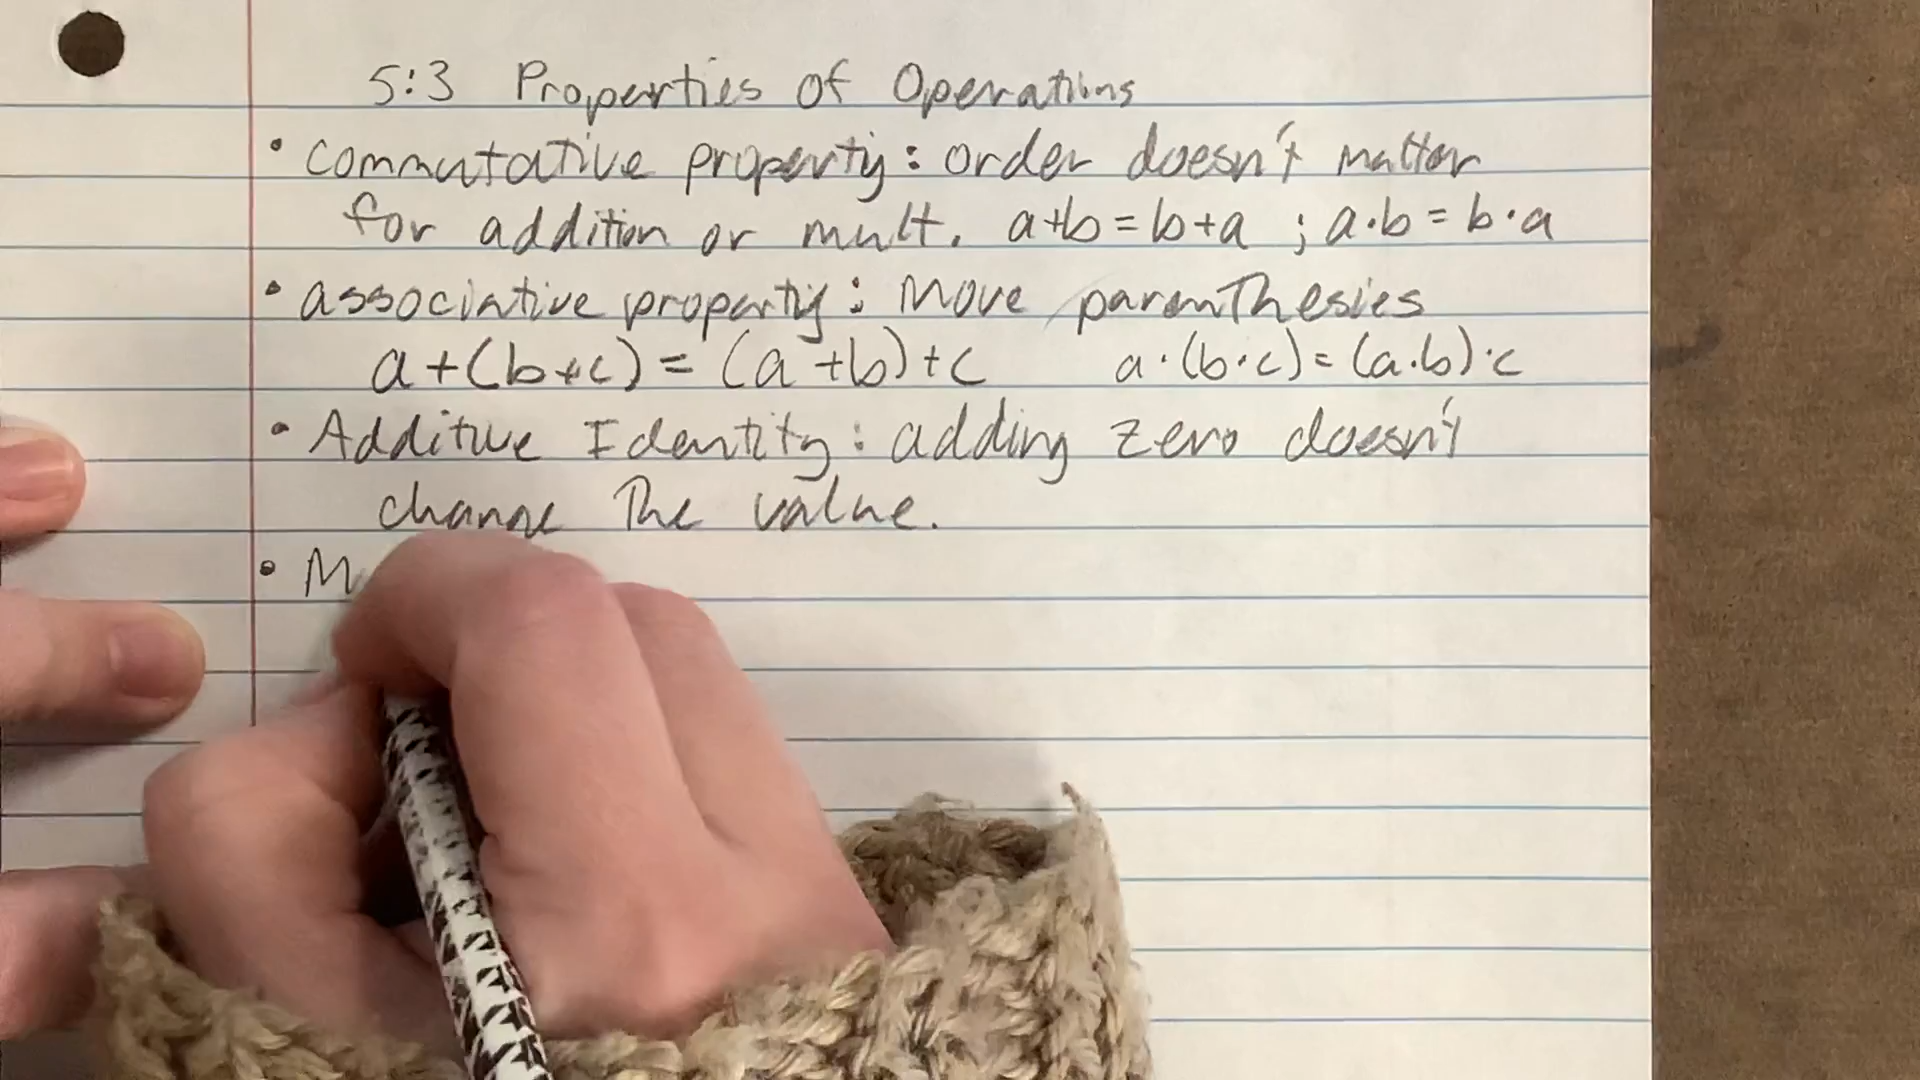 5:3 Properties of Operations
• commutative property: order doesn't matter
for addition or mult. a+b = b+a ; a·b = b·a
• associative property: Move parenthesies
a+(b+c) = (a+b)+c a·(b·c) = (a·b)·c
• Additive Identity: adding zero doesn't
change The value.
• M